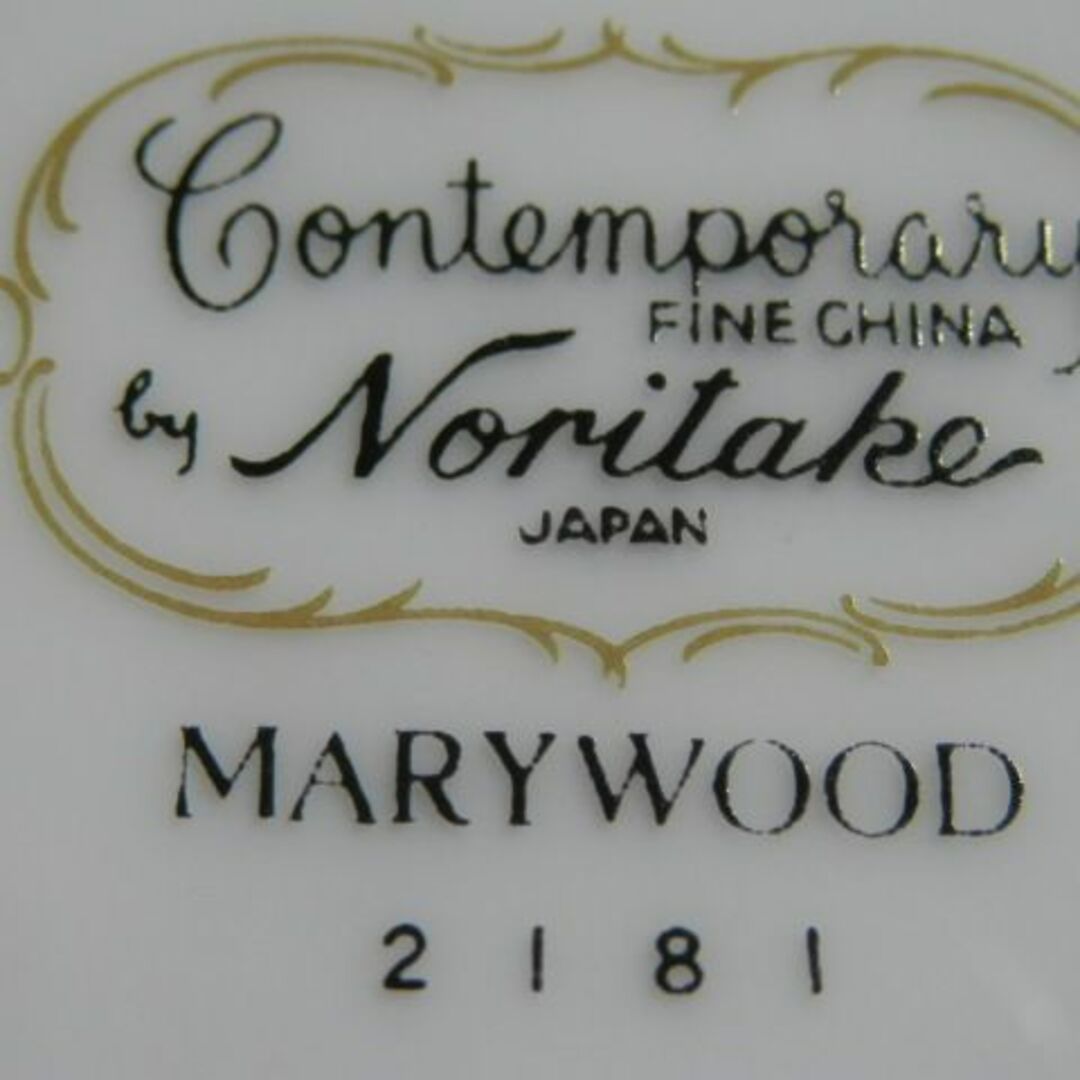 Contemporary
FINE CHINA
by Noritake
JAPAN
MARYWOOD
2181